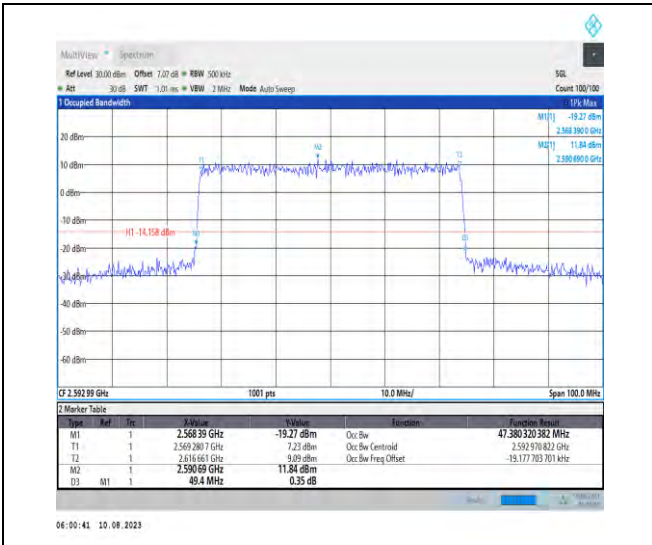 MultiView Spectrum
Ref Level 30.00 dBm Offset 7.07 dB RBW 500 kHz SGL
Att 30 dB SWT 1.01 ms VBW 2 MHz Mode Auto Sweep Count 100/100
1 Occupied Bandwidth 1Pk Max
M1[1] -19.27 dBm
2.568 390 0 GHz
M2[1] 11.84 dBm
2.590 690 0 GHz
20 dBm
M2
T1
T2
10 dBm
0 dBm
-10 dBm
H1 -14.158 dBm
M1
D3
-20 dBm
-30 dBm
-40 dBm
-50 dBm
-60 dBm
CF 2.592 99 GHz 1001 pts 10.0 MHz/ Span 100.0 MHz
2 Marker Table
Type Ref Trc X-Value Y-Value Function Function Result
M1 1 2.568 39 GHz -19.27 dBm Occ Bw 47.380 320 382 MHz
T1 1 2.569 280 7 GHz 7.23 dBm Occ Bw Centroid 2.592 970 822 GHz
T2 1 2.616 661 GHz 9.09 dBm Occ Bw Freq Offset -19.177 703 701 kHz
M2 1 2.590 69 GHz 11.84 dBm
D3 M1 1 49.4 MHz 0.35 dB
06:00:41 10.08.2023